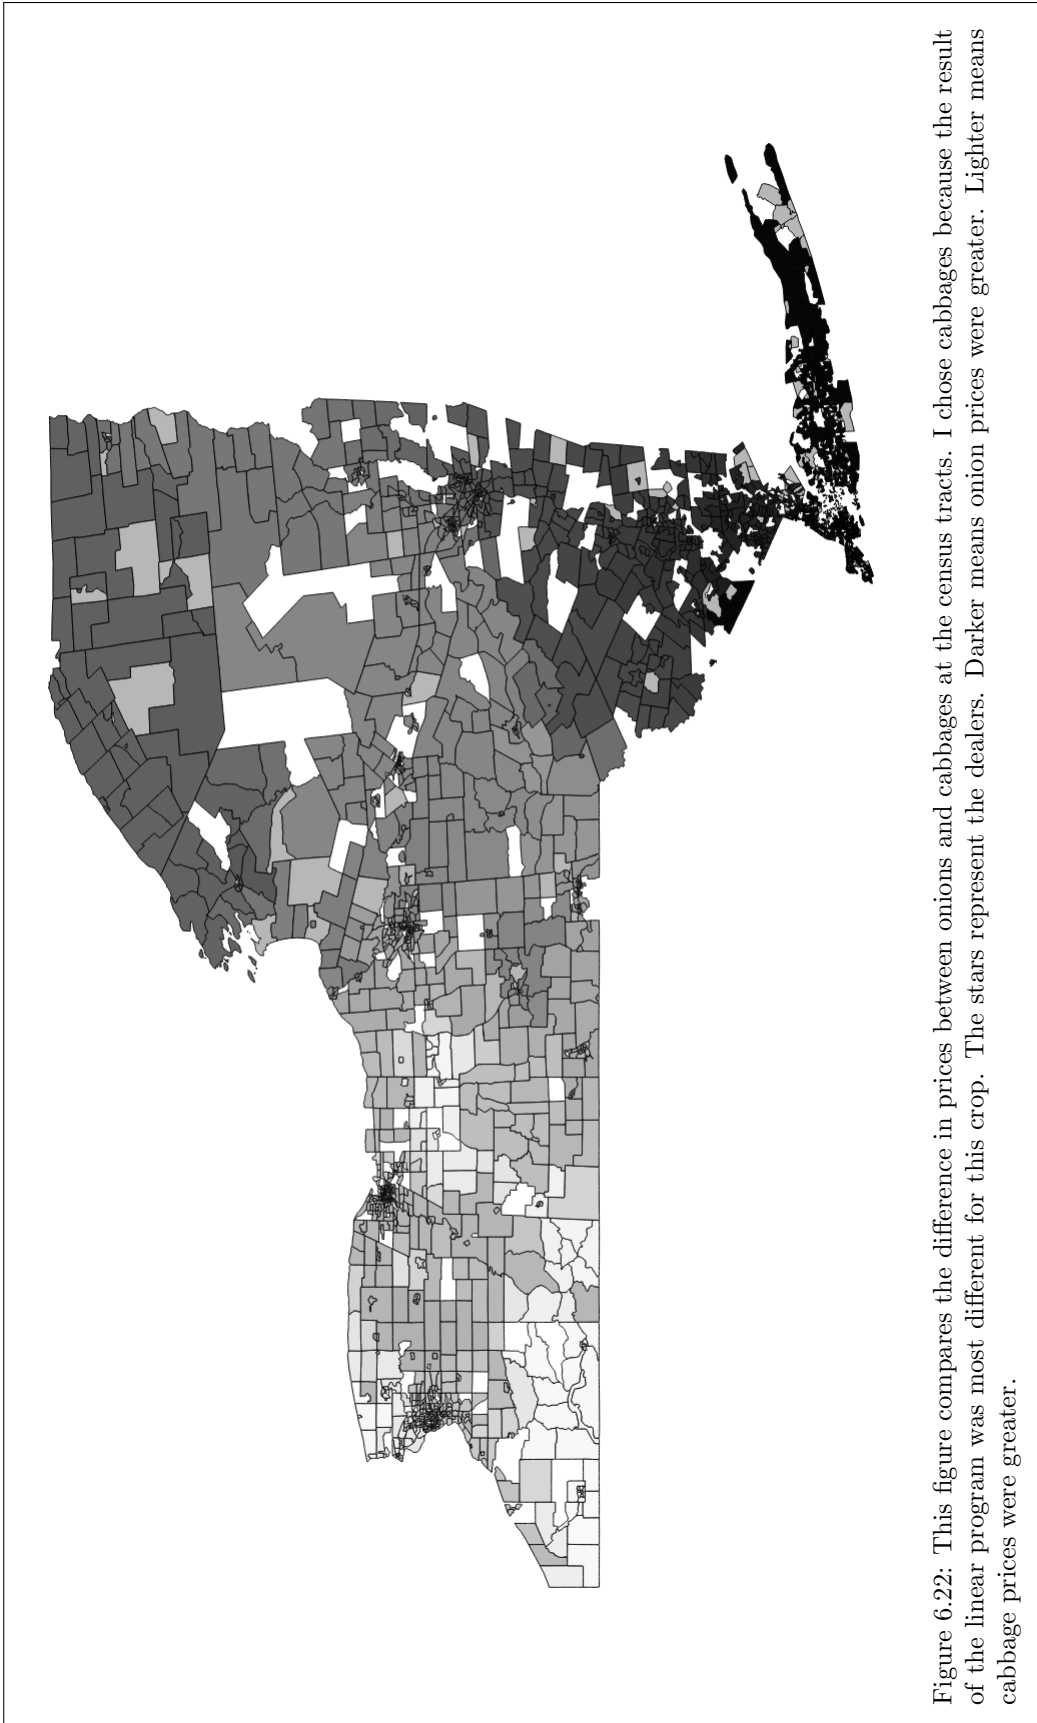 Figure 6.22: This figure compares the difference in prices between onions and cabbages at the census tracts. I chose cabbages because the result
of the linear program was most different for this crop. The stars represent the dealers. Darker means onion prices were greater. Lighter means
cabbage prices were greater.